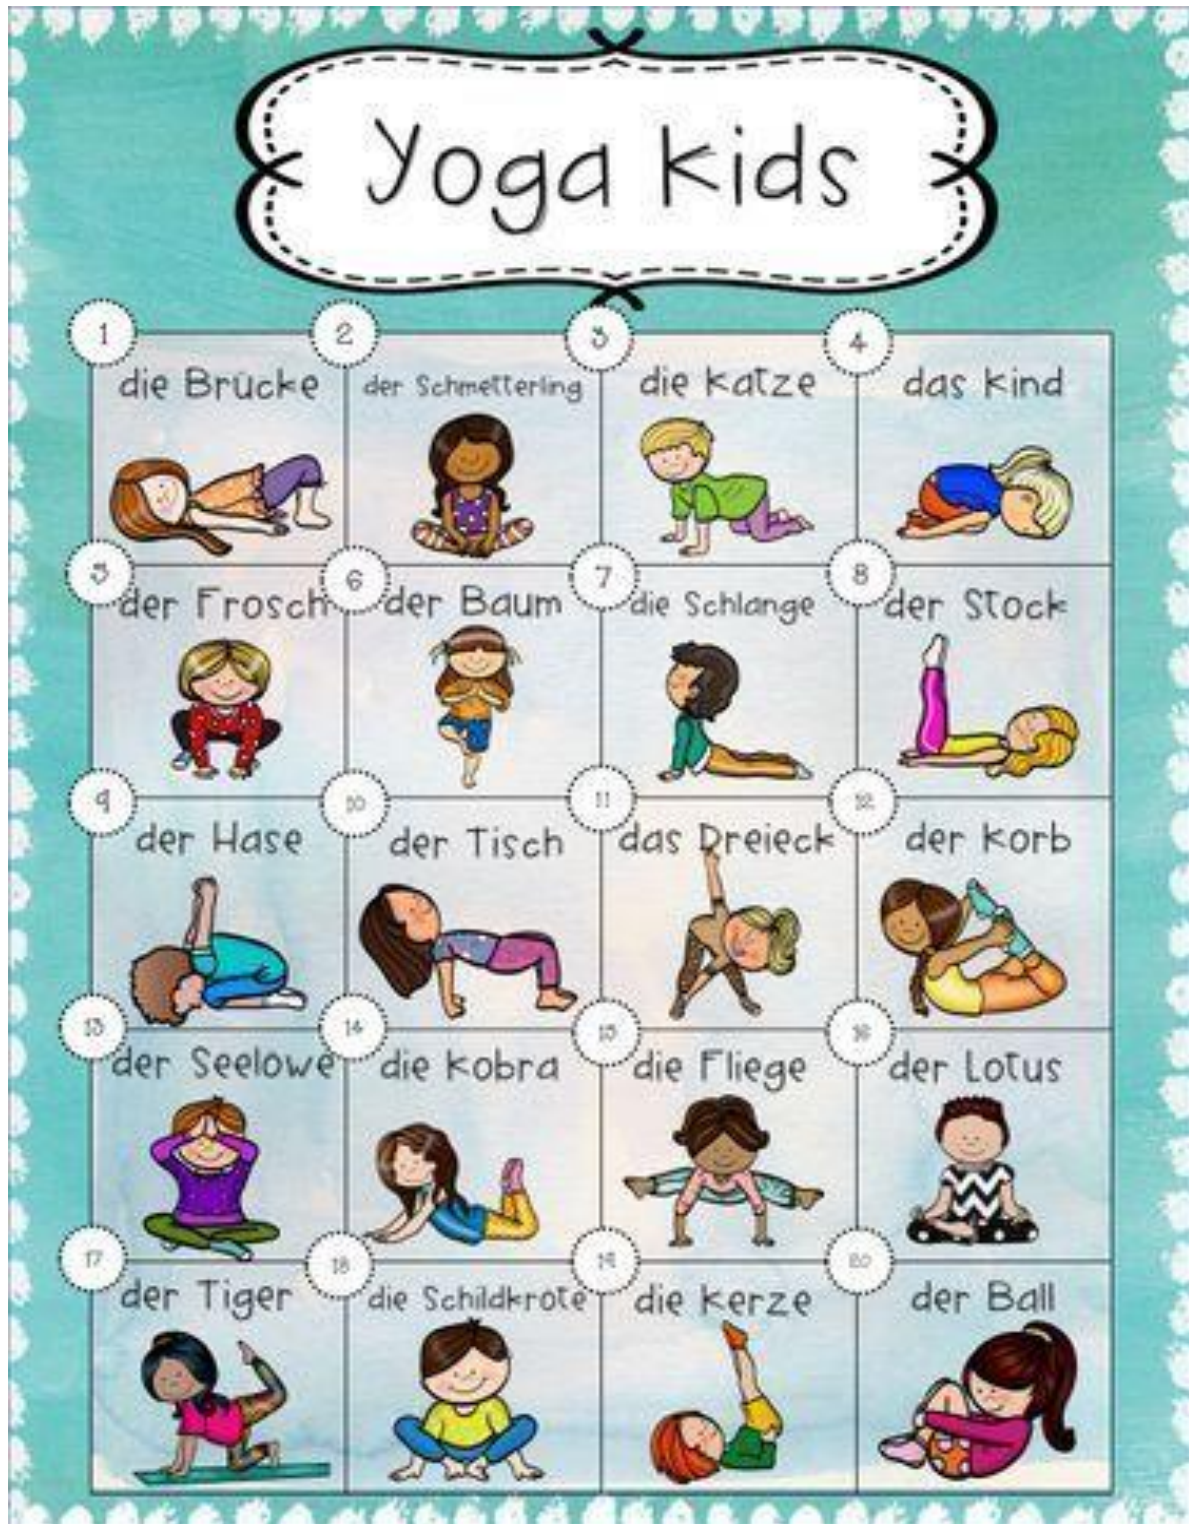 Yoga kids
1
2
3
4
die Brücke
der Schmetterling
die Katze
das Kind
5
6
7
8
der Frosch
der Baum
die Schlange
der Stock
9
10
11
12
der Hase
der Tisch
das Dreieck
der Korb
13
14
15
16
der Seelowe
die Kobra
die Fliege
der Lotus
17
18
19
20
der Tiger
die Schildkrote
die Kerze
der Ball